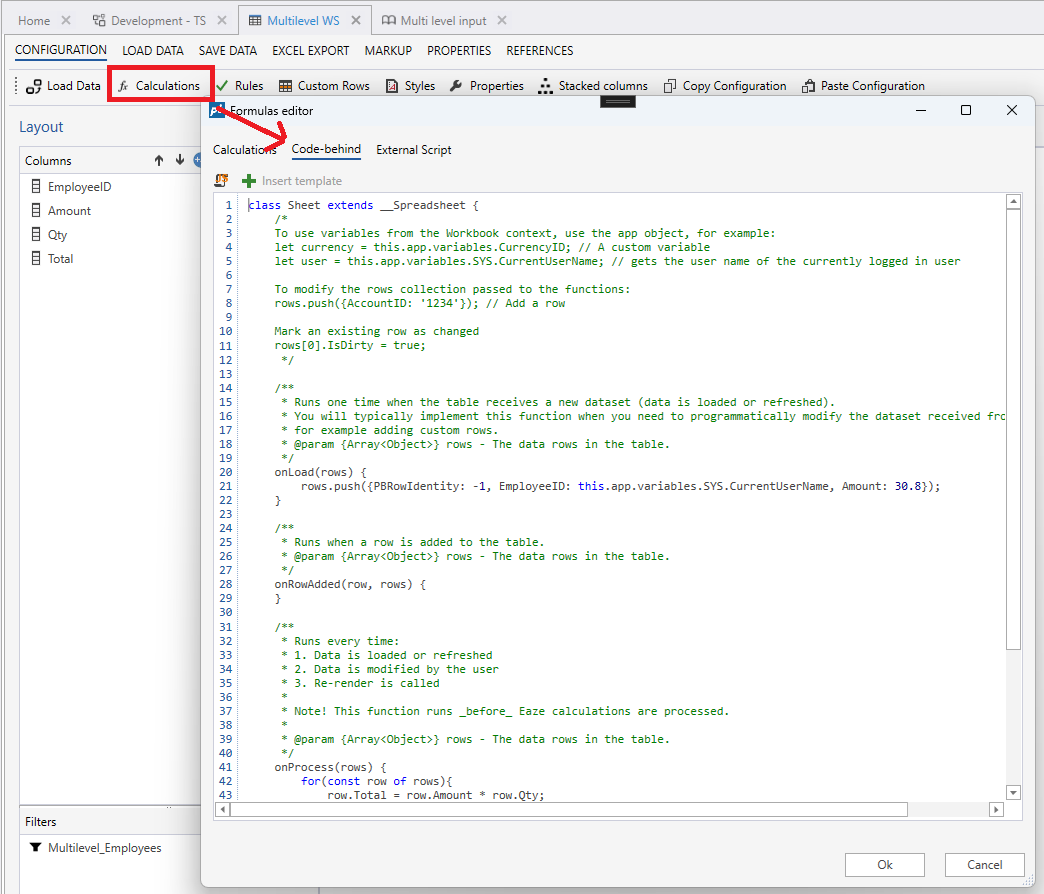 Home Development - TS Multilevel WS Multi level input
CONFIGURATION LOAD DATA SAVE DATA EXCEL EXPORT MARKUP PROPERTIES REFERENCES
Load Data fx Calculations Rules Custom Rows Styles Properties Stacked columns Copy Configuration Paste Configuration
Layout
Columns
EmployeeID
Amount
Qty
Total
Filters
Multilevel_Employees
Formulas editor
Calculations Code-behind External Script
Insert template
1 class Sheet extends __Spreadsheet {
2 /*
3 To use variables from the Workbook context, use the app object, for example:
4 let currency = this.app.variables.CurrencyID; // A custom variable
5 let user = this.app.variables.SYS.CurrentUserName; // gets the user name of the currently logged in user
6
7 To modify the rows collection passed to the functions:
8 rows.push({AccountID: '1234'}); // Add a row
9
10 Mark an existing row as changed
11 rows[0].IsDirty = true;
12 */
13
14 /**
15 * Runs one time when the table receives a new dataset (data is loaded or refreshed).
16 * You will typically implement this function when you need to programmatically modify the dataset received fro
17 * for example adding custom rows.
18 * @param {Array<Object>} rows - The data rows in the table.
19 */
20 onLoad(rows) {
21 rows.push({PBRowIdentity: -1, EmployeeID: this.app.variables.SYS.CurrentUserName, Amount: 30.8});
22 }
23
24 /**
25 * Runs when a row is added to the table.
26 * @param {Array<Object>} rows - The data rows in the table.
27 */
28 onRowAdded(row, rows) {
29 }
30
31 /**
32 * Runs every time:
33 * 1. Data is loaded or refreshed
34 * 2. Data is modified by the user
35 * 3. Re-render is called
36 *
37 * Note! This function runs _before_ Eaze calculations are processed.
38 *
39 * @param {Array<Object>} rows - The data rows in the table.
40 */
41 onProcess(rows) {
42 for(const row of rows){
43 row.Total = row.Amount * row.Qty;
Ok Cancel